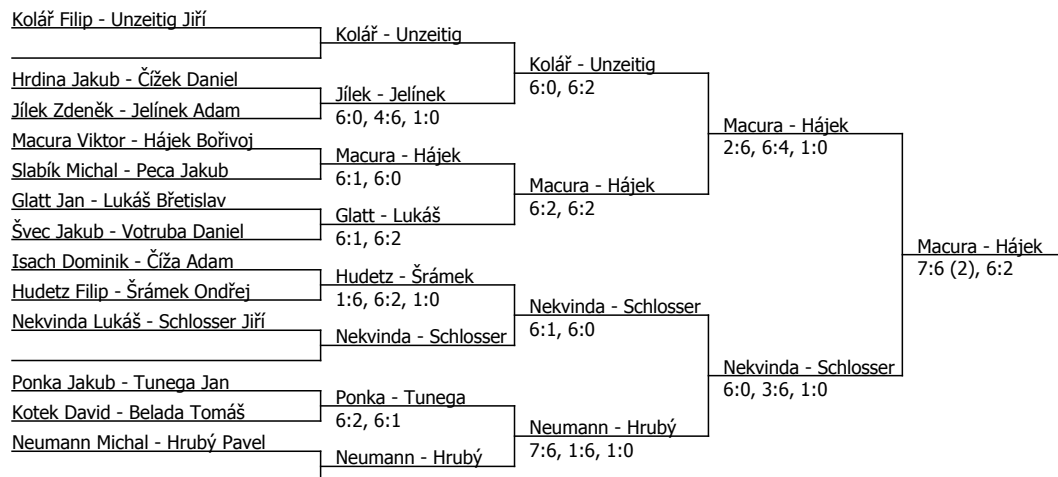 Kolář Filip - Unzeitig Jiří
Hrdina Jakub - Čížek Daniel
Jílek Zdeněk - Jelínek Adam
Macura Viktor - Hájek Bořivoj
Slabík Michal - Peca Jakub
Glatt Jan - Lukáš Břetislav
Švec Jakub - Votruba Daniel
Isach Dominik - Číža Adam
Hudetz Filip - Šrámek Ondřej
Nekvinda Lukáš - Schlosser Jiří
Ponka Jakub - Tunega Jan
Kotek David - Belada Tomáš
Neumann Michal - Hrubý Pavel
Kolář - Unzeitig
Jílek - Jelínek
6:0, 4:6, 1:0
Macura - Hájek
6:1, 6:0
Glatt - Lukáš
6:1, 6:2
Hudetz - Šrámek
1:6, 6:2, 1:0
Nekvinda - Schlosser
Ponka - Tunega
6:2, 6:1
Neumann - Hrubý
Kolář - Unzeitig
6:0, 6:2
Macura - Hájek
6:2, 6:2
Nekvinda - Schlosser
6:1, 6:0
Neumann - Hrubý
7:6, 1:6, 1:0
Macura - Hájek
2:6, 6:4, 1:0
Nekvinda - Schlosser
6:0, 3:6, 1:0
Macura - Hájek
7:6 (2), 6:2